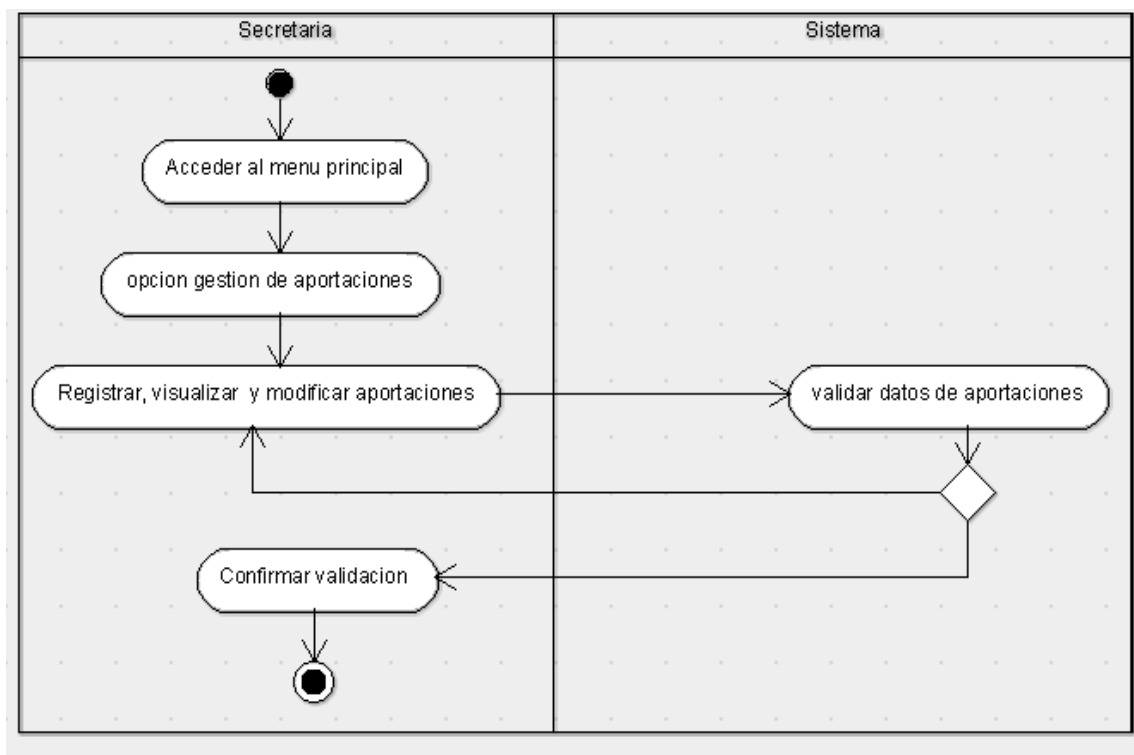 Secretaria
Sistema
Acceder al menu principal
opcion gestion de aportaciones
Registrar, visualizar y modificar aportaciones
validar datos de aportaciones
Confirmar validacion